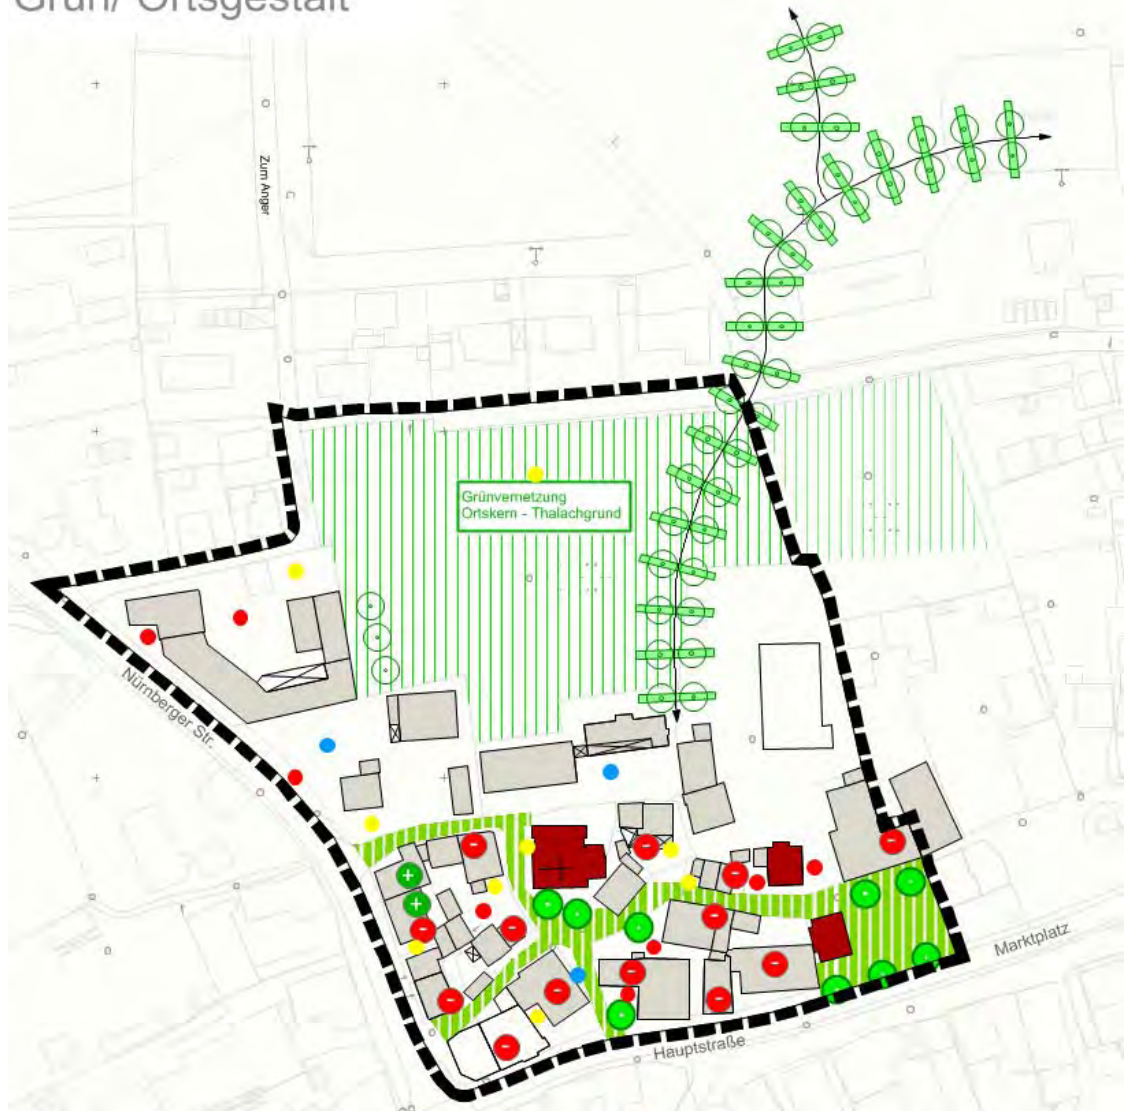 Grün/ Ortsgestalt
Zum Anger
Grünvernetzung
Ortskern - Thalachgrund
Nürnberger Str.
Marktplatz
Hauptstraße